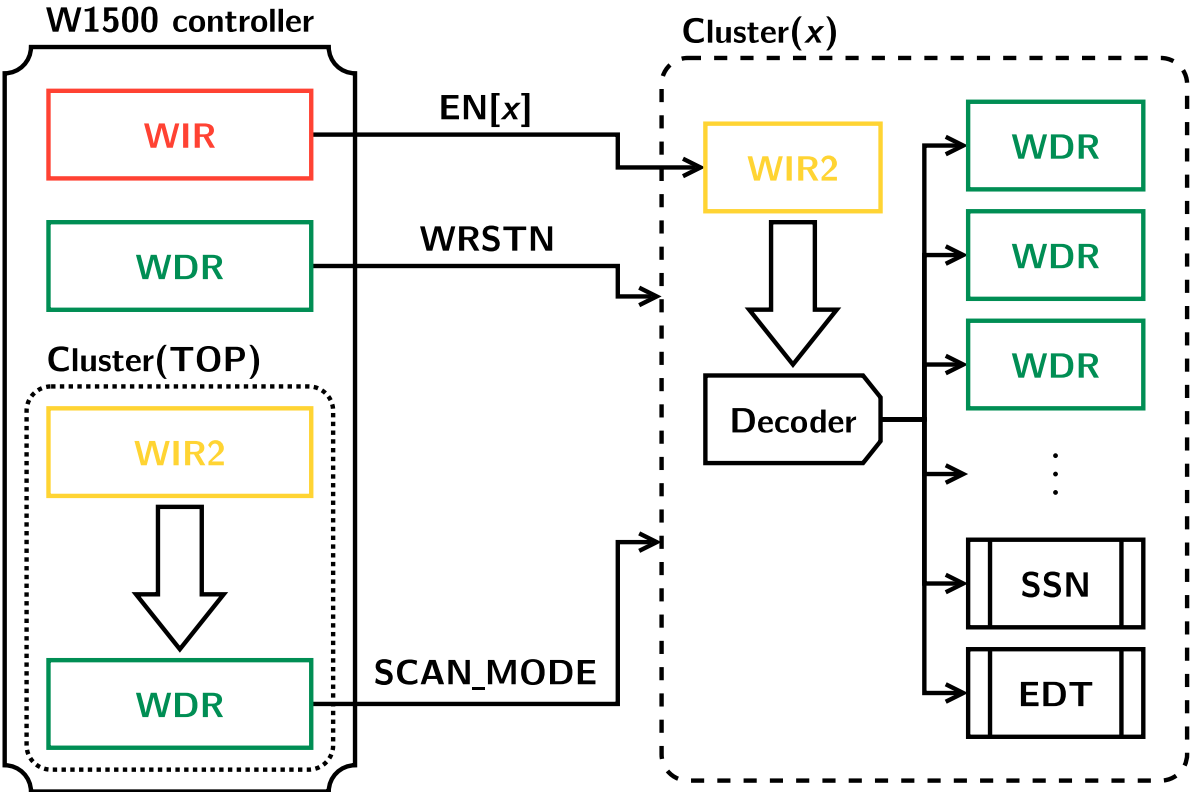 W1500 controller
WIR
WDR
Cluster(TOP)
WIR2
WDR
EN[x]
WRSTN
SCAN_MODE
Cluster(x)
WIR2
Decoder
WDR
WDR
WDR
⋮
SSN
EDT